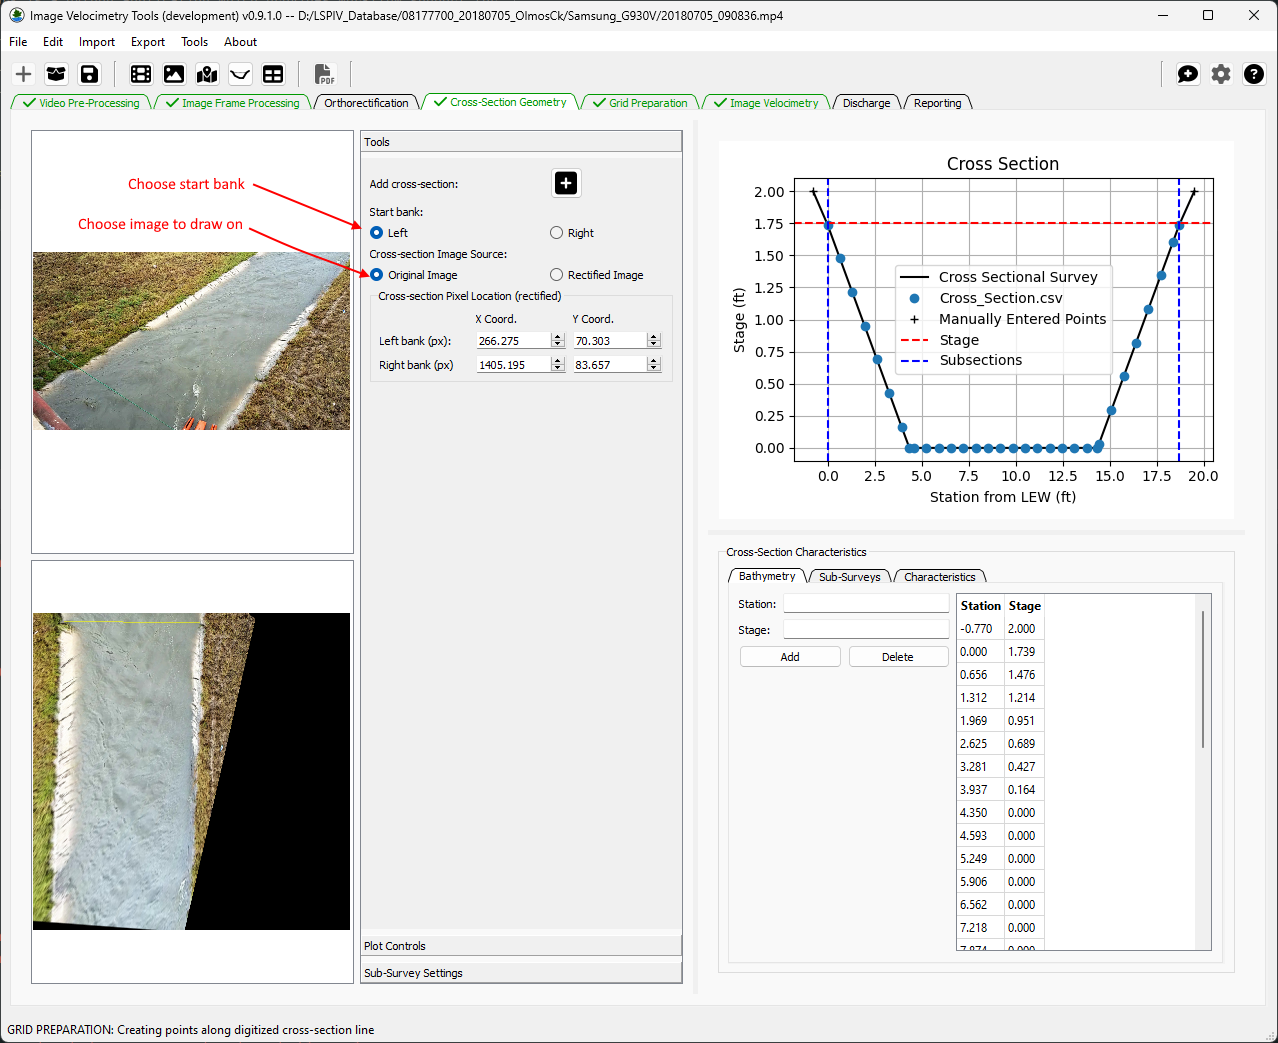 Image Velocimetry Tools (development) v0.9.1.0 -- D:/LSPIV_Database/08177700_20180705_OlmosCk/Samsung_G930V/20180705_090836.mp4
File Edit Import Export Tools About
PDF
Video Pre-Processing Image Frame Processing Orthorectification Cross-Section Geometry Grid Preparation Image Velocimetry Discharge Reporting
Choose start bank
Choose image to draw on
Tools
Add cross-section:
Start bank:
Left Right
Cross-section Image Source:
Original Image Rectified Image
Cross-section Pixel Location (rectified)
X Coord. Y Coord.
Left bank (px): 266.275 70.303
Right bank (px) 1405.195 83.657
Plot Controls
Sub-Survey Settings
Cross Section
2.00
1.75
1.50
1.25
1.00
0.75
0.50
0.25
0.00
Stage (ft)
Cross Sectional Survey
Cross_Section.csv
Manually Entered Points
Stage
Subsections
0.0 2.5 5.0 7.5 10.0 12.5 15.0 17.5 20.0
Station from LEW (ft)
Cross-Section Characteristics
Bathymetry Sub-Surveys Characteristics
Station:
Stage:
Add Delete
Station Stage
-0.770 2.000
0.000 1.739
0.656 1.476
1.312 1.214
1.969 0.951
2.625 0.689
3.281 0.427
3.937 0.164
4.350 0.000
4.593 0.000
5.249 0.000
5.906 0.000
6.562 0.000
7.218 0.000
7.874 0.000
GRID PREPARATION: Creating points along digitized cross-section line